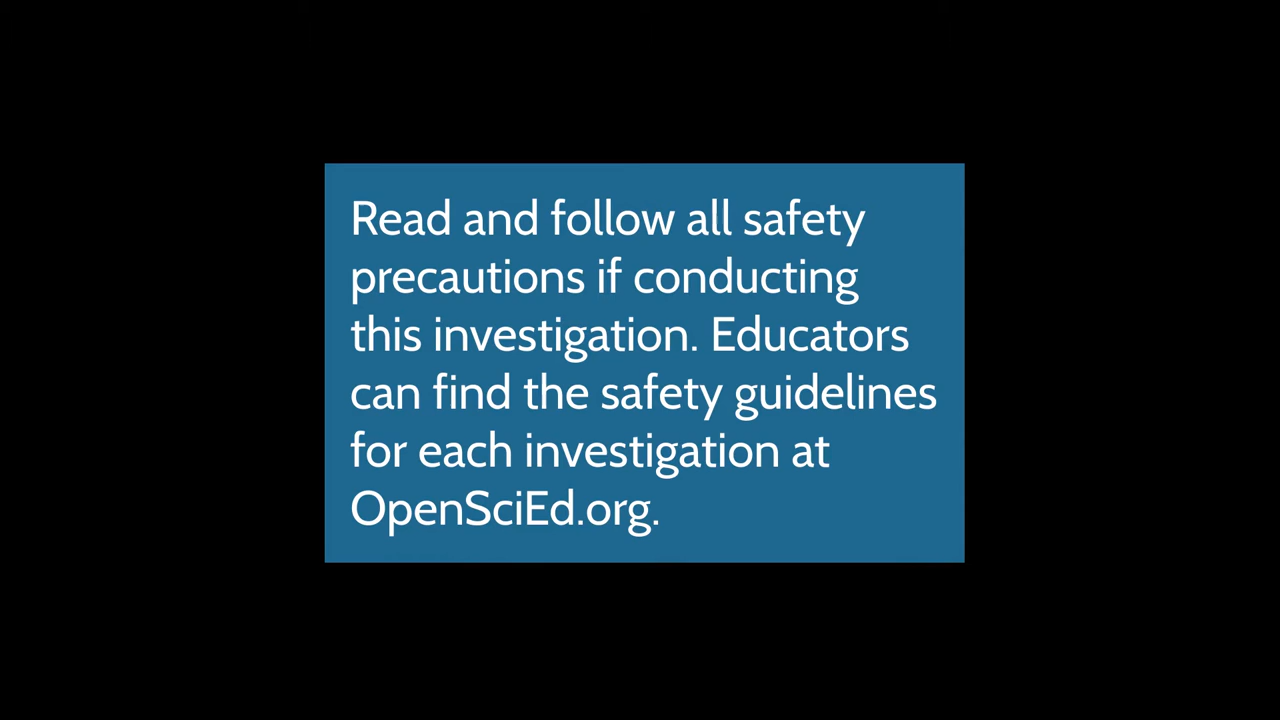 Read and follow all safety
precautions if conducting
this investigation. Educators
can find the safety guidelines
for each investigation at
OpenSciEd.org.